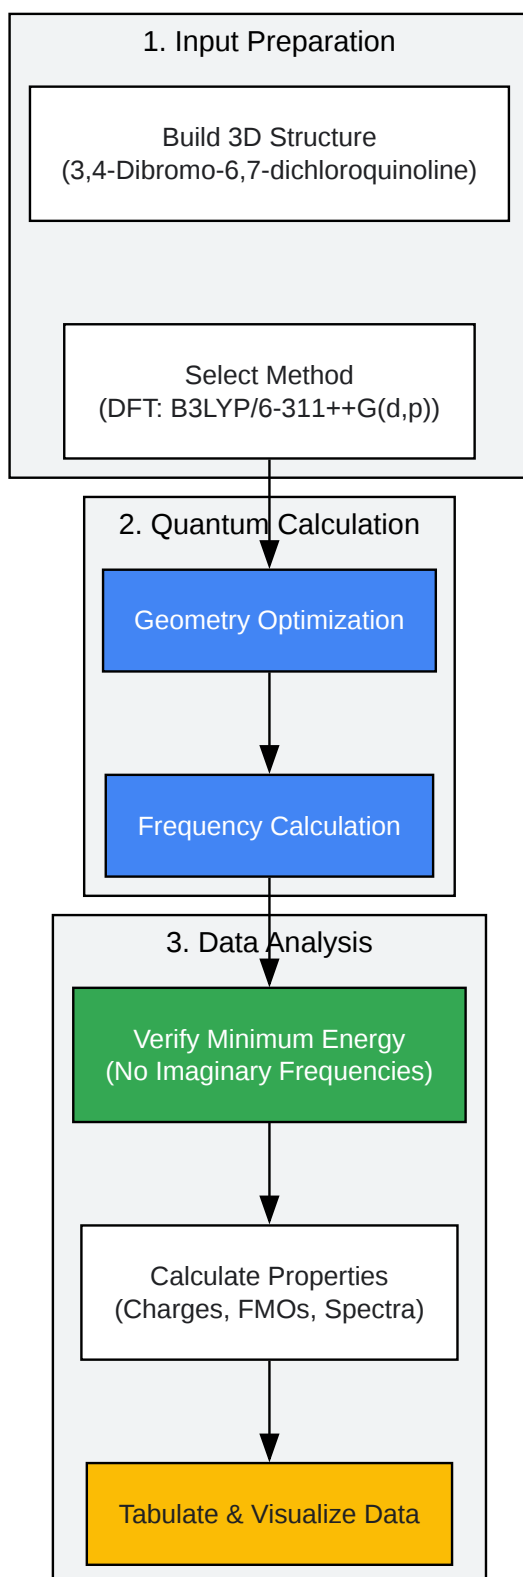 1. Input Preparation
Build 3D Structure
(3,4-Dibromo-6,7-dichloroquinoline)
Select Method
(DFT: B3LYP/6-311++G(d,p))
2. Quantum Calculation
Geometry Optimization
Frequency Calculation
3. Data Analysis
Verify Minimum Energy
(No Imaginary Frequencies)
Calculate Properties
(Charges, FMOs, Spectra)
Tabulate & Visualize Data